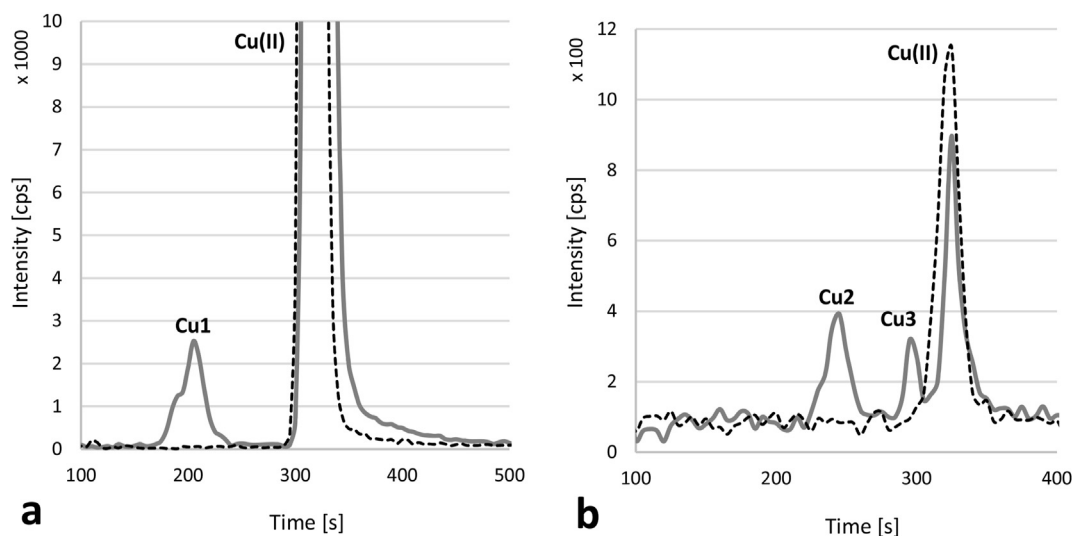 x 1000
Intensity [cps]
10
9
8
7
6
5
4
3
2
1
0
Cu(II)
Cu1
100 200 300 400 500
Time [s]
a
x 100
Intensity [cps]
12
10
8
6
4
2
0
Cu(II)
Cu2
Cu3
100 200 300 400
Time [s]
b